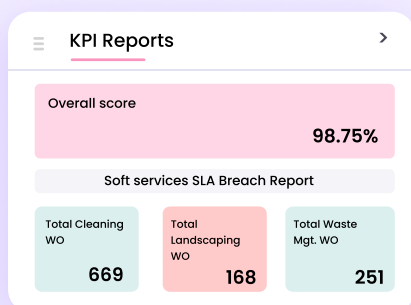 KPI Reports
Overall score
98.75%
Soft services SLA Breach Report
Total Cleaning
WO
669
Total
Landscaping
WO
168
Total Waste
Mgt. WO
251